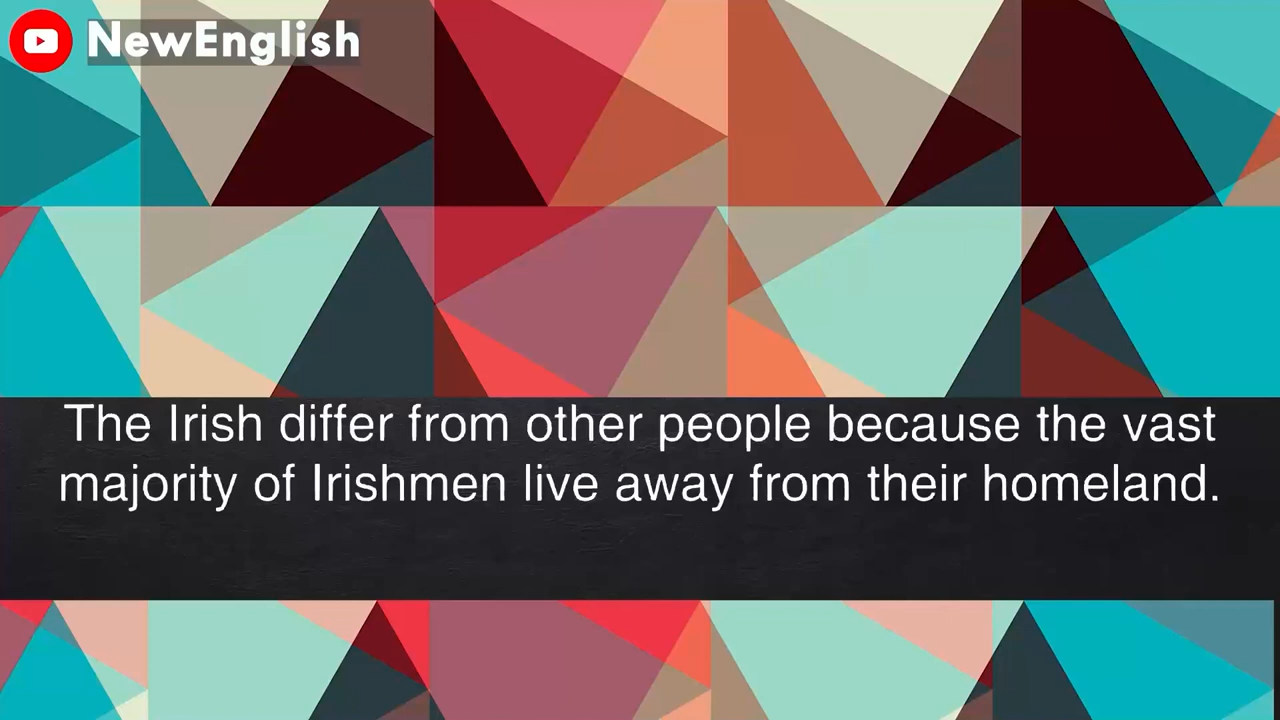 NewEnglish
The Irish differ from other people because the vast
majority of Irishmen live away from their homeland.